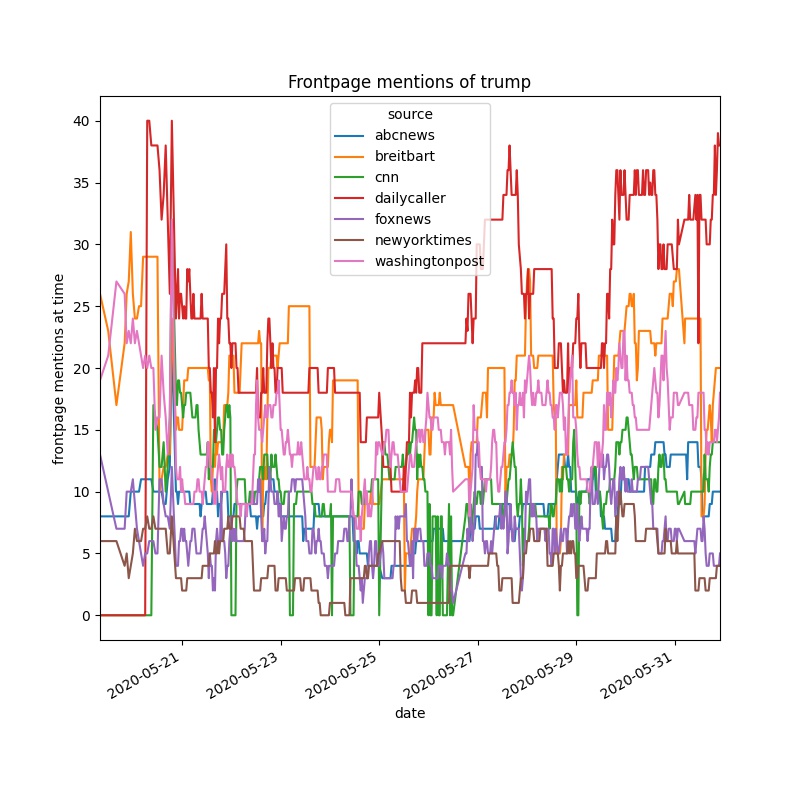 Frontpage mentions of trump
source
abcnews
breitbart
cnn
dailycaller
foxnews
newyorktimes
washingtonpost
frontpage mentions at time
40
35
30
25
20
15
10
5
0
2020-05-21
2020-05-23
2020-05-25
2020-05-27
2020-05-29
2020-05-31
date